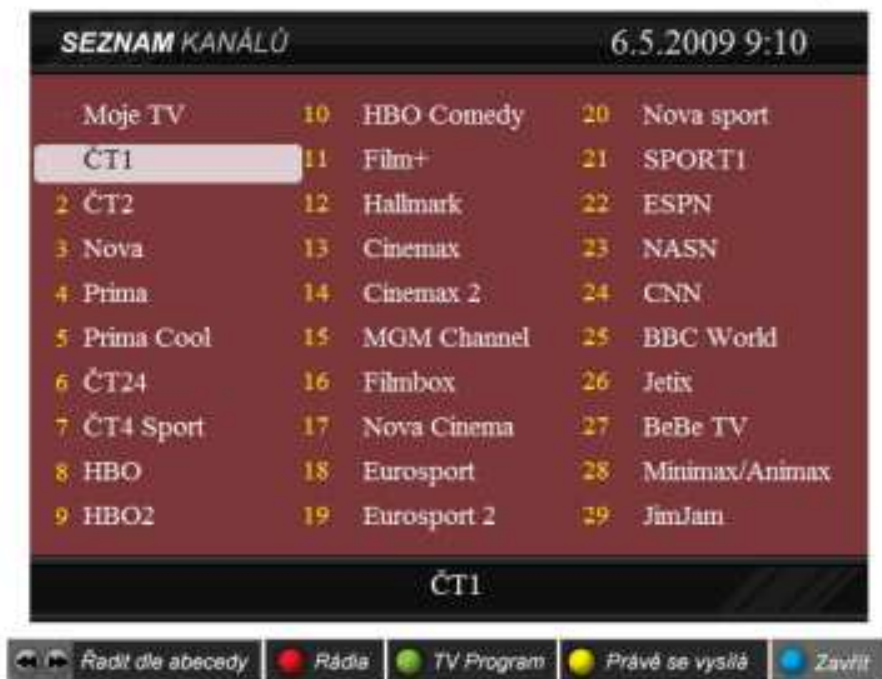 SEZNAM KANÁLŮ 6.5.2009 9:10
Moje TV 10 HBO Comedy 20 Nova sport
ČT1 11 Film+ 21 SPORT1
2 ČT2 12 Hallmark 22 ESPN
3 Nova 13 Cinemax 23 NASN
4 Prima 14 Cinemax 2 24 CNN
5 Prima Cool 15 MGM Channel 25 BBC World
6 ČT24 16 Filmbox 26 Jetix
7 ČT4 Sport 17 Nova Cinema 27 BeBe TV
8 HBO 18 Eurosport 28 Minimax/Animax
9 HBO2 19 Eurosport 2 29 JimJam
ČT1
Řadit dle abecedy Rádia TV Program Právě se vysílá Zavřít